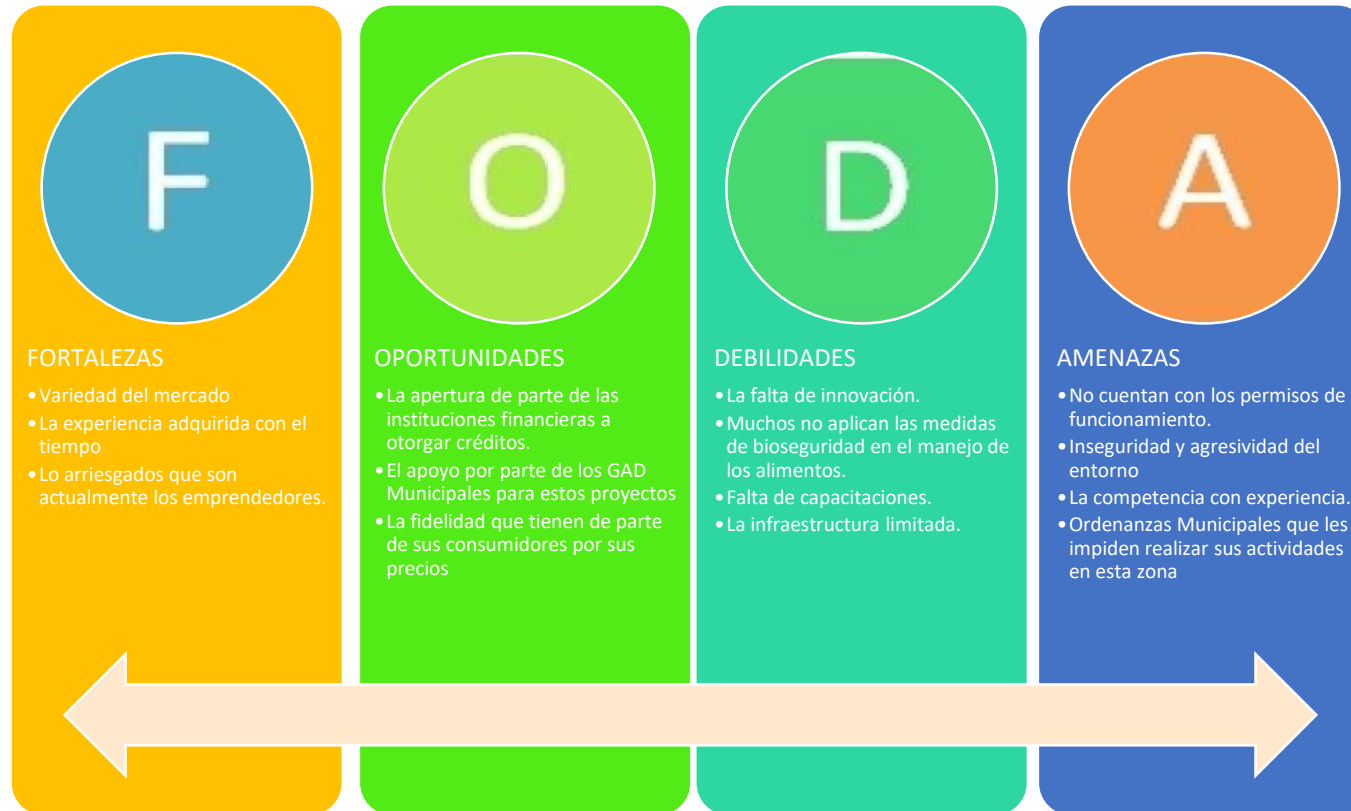 F
FORTALEZAS
•Variedad del mercado
•La experiencia adquirida con el
tiempo
•Lo arriesgados que son
actualmente los emprendedores.
O
OPORTUNIDADES
•La apertura de parte de las
instituciones financieras a
otorgar créditos.
•El apoyo por parte de los GAD
Municipales para estos proyectos
•La fidelidad que tienen de parte
de sus consumidores por sus
precios
D
DEBILIDADES
•La falta de innovación.
•Muchos no aplican las medidas
de bioseguridad en el manejo de
los alimentos.
•Falta de capacitaciones.
•La infraestructura limitada.
A
AMENAZAS
•No cuentan con los permisos de
funcionamiento.
•Inseguridad y agresividad del
entorno
•La competencia con experiencia.
•Ordenanzas Municipales que les
impiden realizar sus actividades
en esta zona